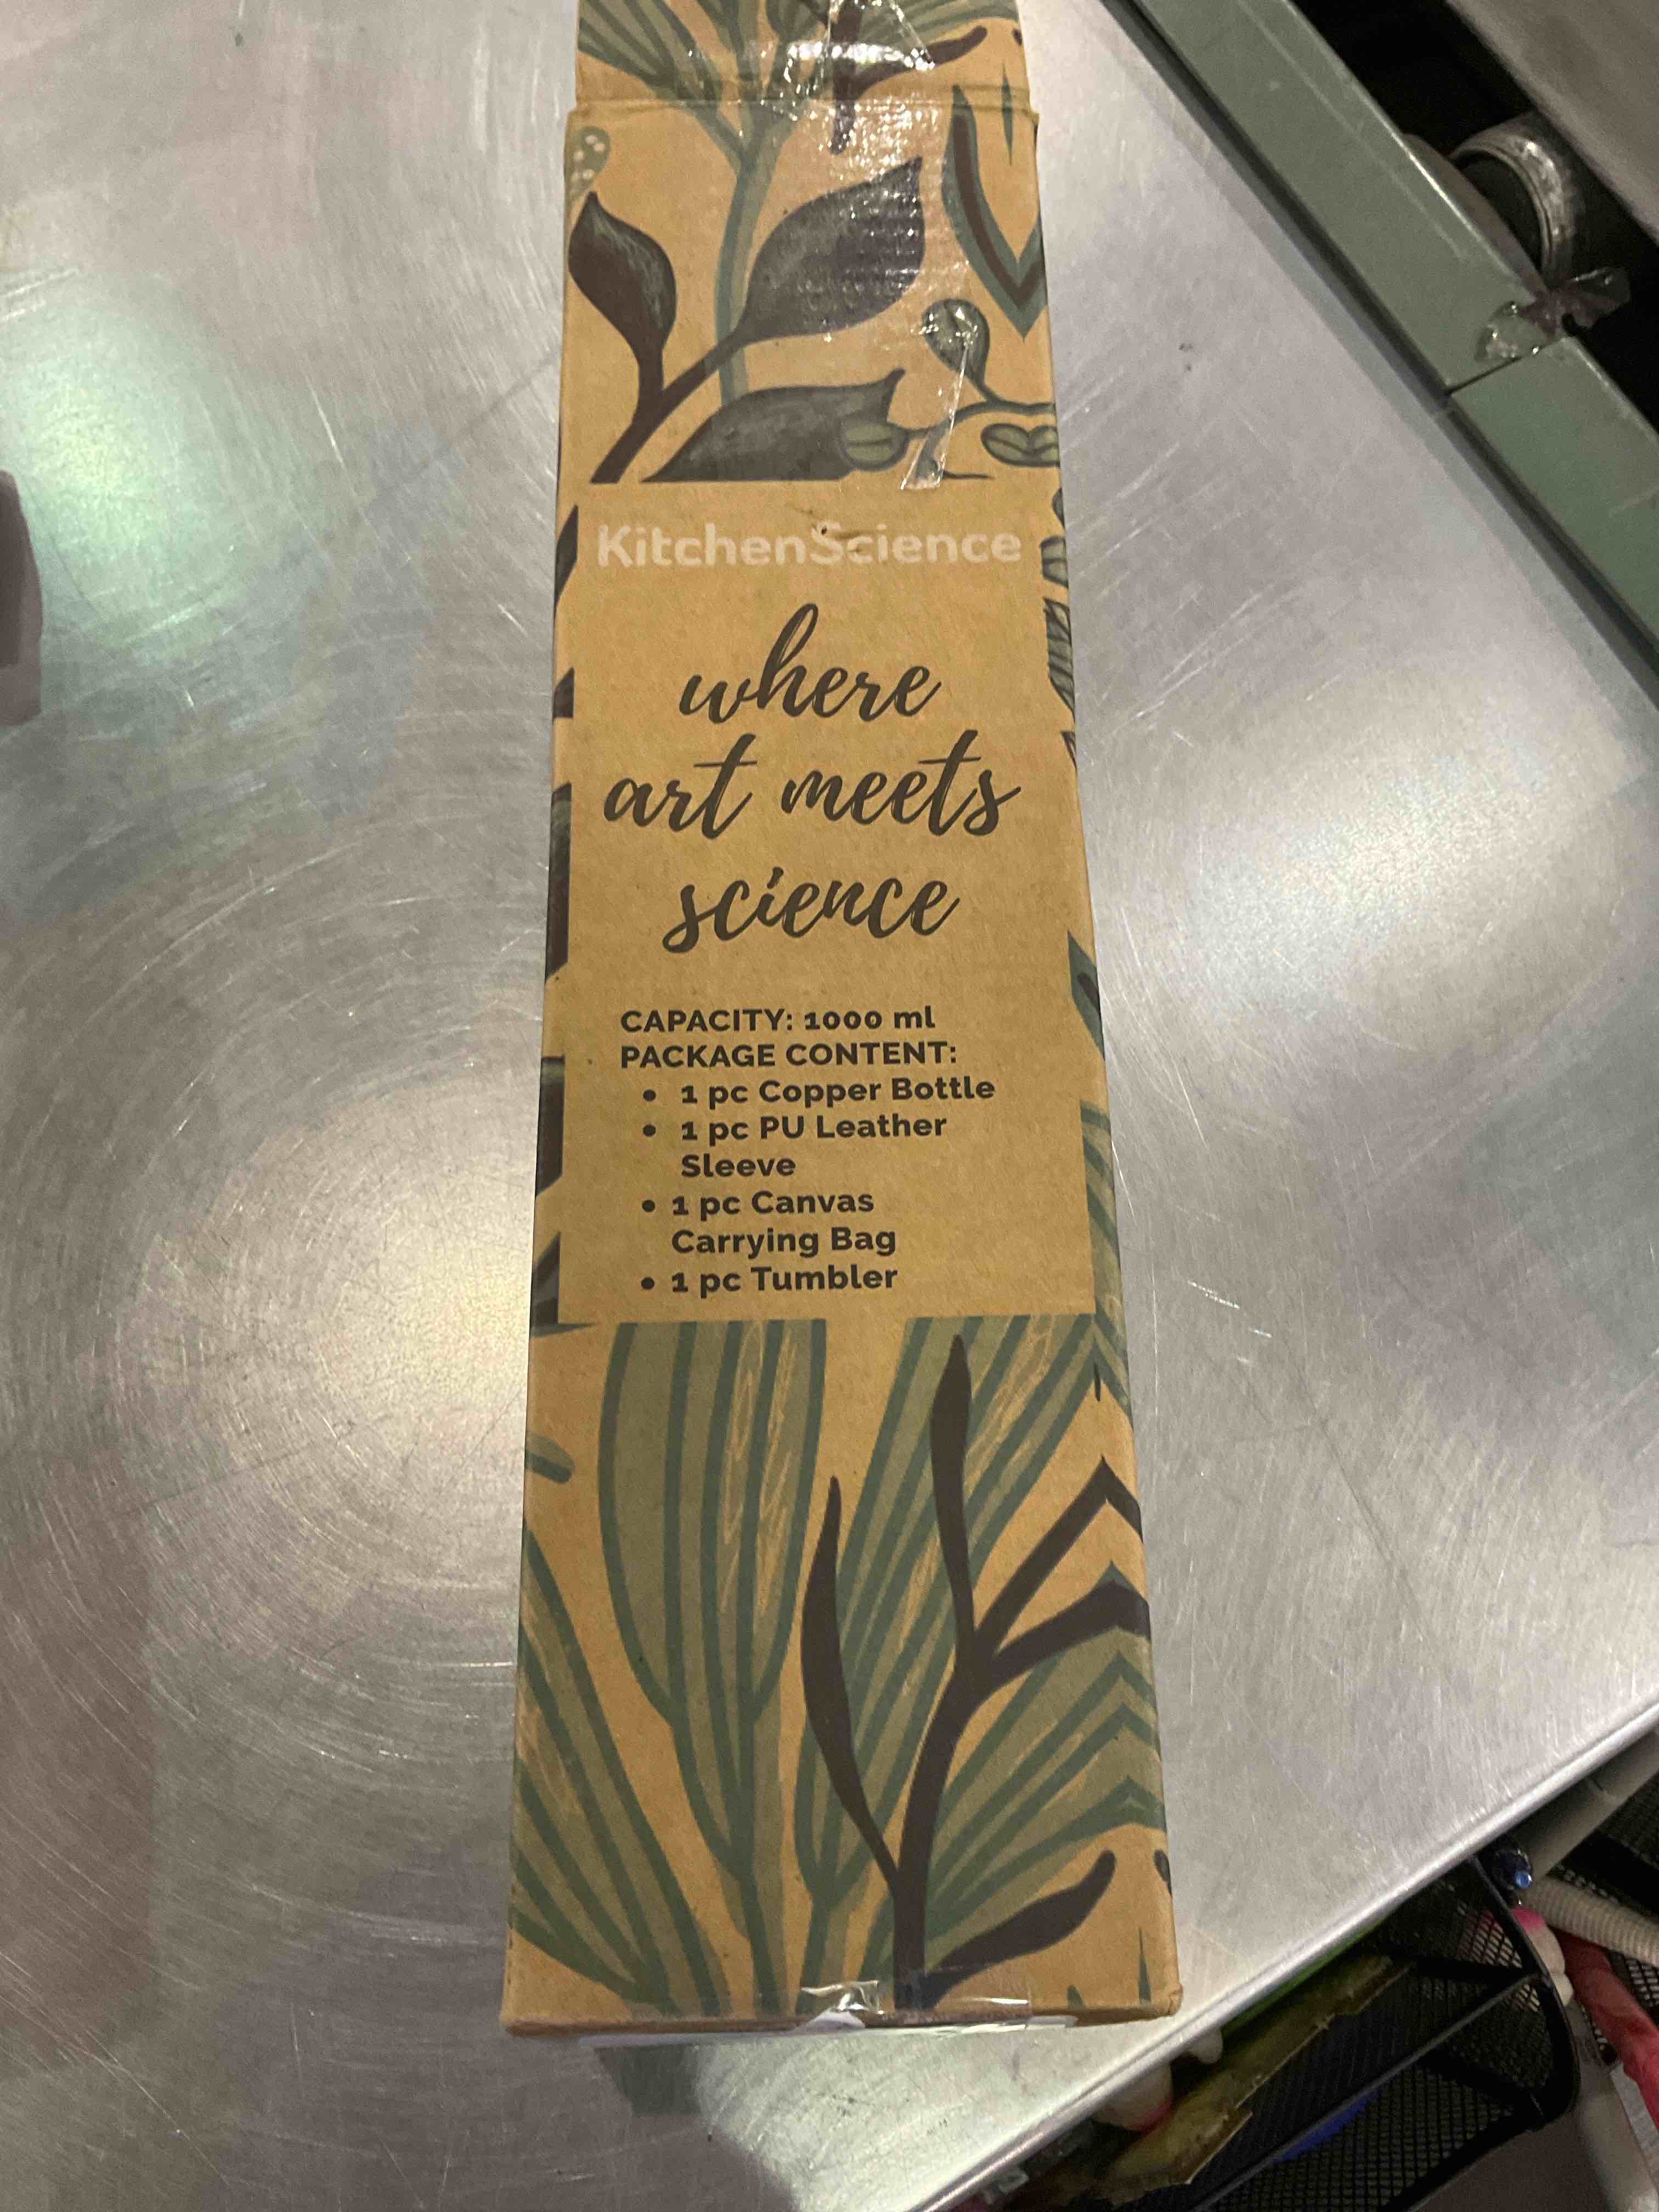 KitchenScience
where
art meets
science
CAPACITY: 1000 ml
PACKAGE CONTENT:
• 1 pc Copper Bottle
• 1 pc PU Leather
Sleeve
• 1 pc Canvas
Carrying Bag
• 1 pc Tumbler